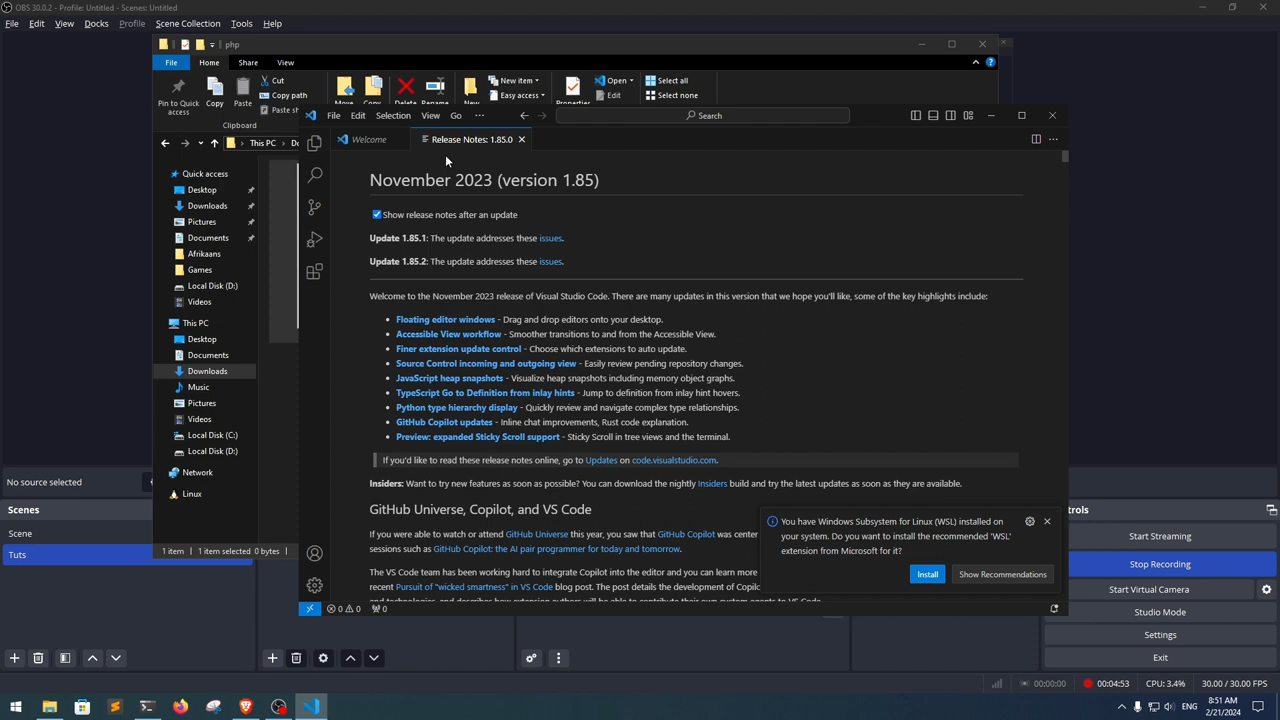 OBS 30.0.2 - Profile: Untitled - Scenes: Untitled
File Edit View Docks Profile Scene Collection Tools Help
php
File Home Share View
Pin to Quick access
Copy
Paste
Cut
Copy path
Clipboard
New item
Easy access
Properties
Open
Edit
Select all
Select none
This PC
Quick access
Desktop
Downloads
Pictures
Documents
Afrikaans
Games
Local Disk (D:)
Videos
This PC
Desktop
Documents
Downloads
Music
Pictures
Videos
Local Disk (C:)
Local Disk (D:)
Network
Linux
1 item 1 item selected 0 bytes
File Edit Selection View Go ··· Search
Welcome Release Notes: 1.85.0
November 2023 (version 1.85)
Show release notes after an update
Update 1.85.1: The update addresses these issues.
Update 1.85.2: The update addresses these issues.
Welcome to the November 2023 release of Visual Studio Code. There are many updates in this version that we hope you'll like, some of the key highlights include:
• Floating editor windows - Drag and drop editors onto your desktop.
• Accessible View workflow - Smoother transitions to and from the Accessible View.
• Finer extension update control - Choose which extensions to auto update.
• Source Control incoming and outgoing view - Easily review pending repository changes.
• JavaScript heap snapshots - Visualize heap snapshots including memory object graphs.
• TypeScript Go to Definition from inlay hints - Jump to definition from inlay hint hovers.
• Python type hierarchy display - Quickly review and navigate complex type relationships.
• GitHub Copilot updates - Inline chat improvements, Rust code explanation.
• Preview: expanded Sticky Scroll support - Sticky Scroll in tree views and the terminal.
If you'd like to read these release notes online, go to Updates on code.visualstudio.com.
Insiders: Want to try new features as soon as possible? You can download the nightly Insiders build and try the latest updates as soon as they are available.
GitHub Universe, Copilot, and VS Code
If you were able to watch or attend GitHub Universe this year, you saw that GitHub Copilot was center
sessions such as GitHub Copilot: the AI pair programmer for today and tomorrow.
The VS Code team has been working hard to integrate Copilot into the editor and you can learn more
recent Pursuit of "wicked smartness" in VS Code blog post. The post details the development of Copilo
You have Windows Subsystem for Linux (WSL) installed on
your system. Do you want to install the recommended 'WSL'
extension from Microsoft for it?
Install Show Recommendations
0 0 0
No source selected
Scenes
Scene
Tuts
Start Streaming
Stop Recording
Start Virtual Camera
Studio Mode
Settings
Exit
00:00:00 00:04:53 CPU: 3.4% 30.00 / 30.00 FPS
ENG
8:51 AM
2/21/2024